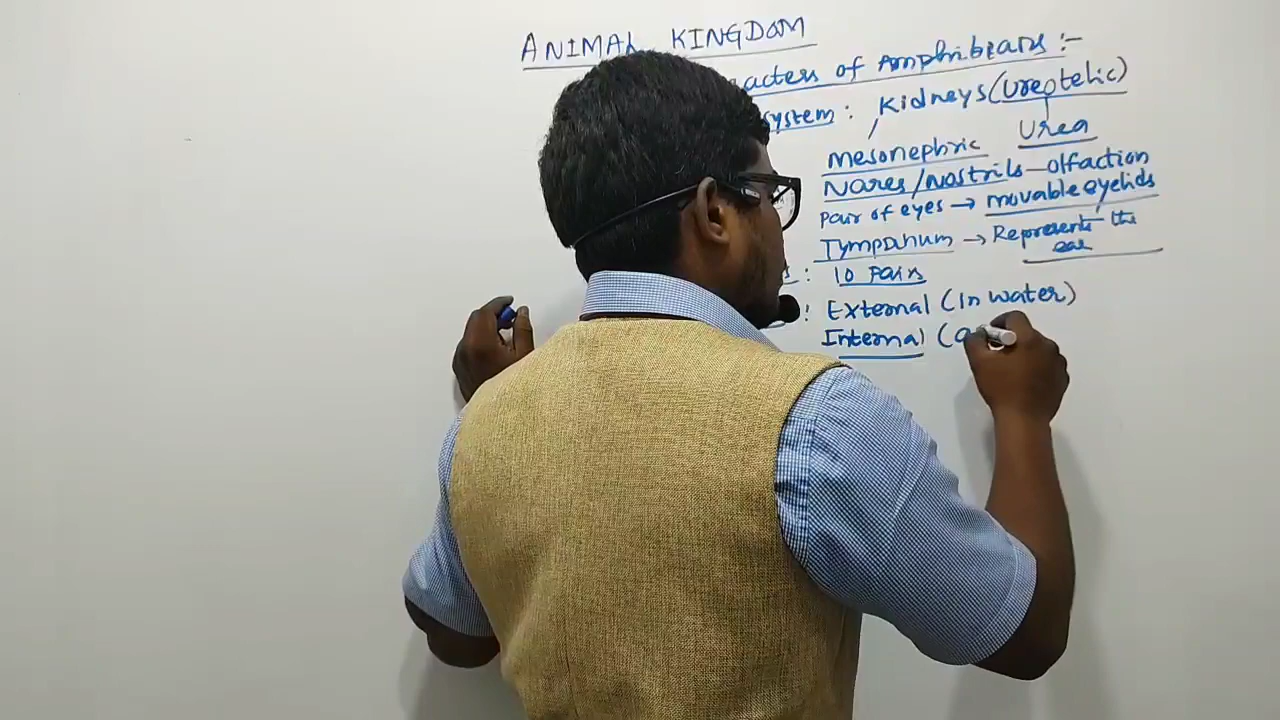 ANIMAL KINGDOM
acters of Amphibians :-
system : Kidneys (Ureotelic)
Urea
mesonephric
Nares/Nostrils - olfaction
Pair of eyes → movable eyelids
Tympanum → Represents the
ear
: 10 Pairs
: External (In water)
Internal (